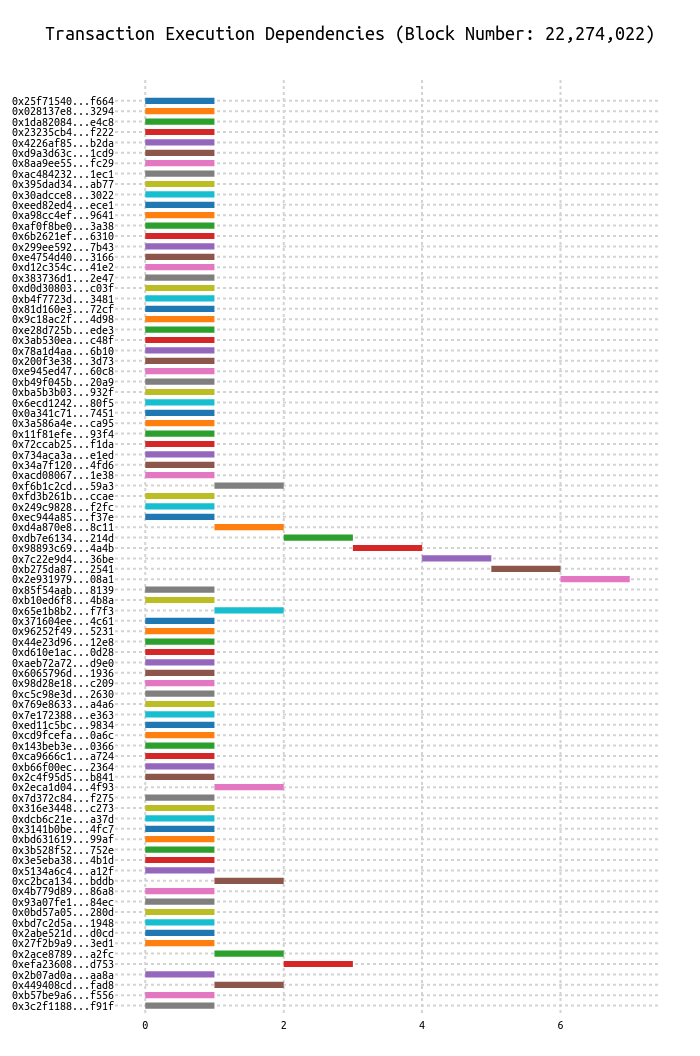 Transaction Execution Dependencies (Block Number: 22,274,022)
0x25f71540...f664
0x028137e8...3294
0x1da82084...e4c8
0x23235cb4...f222
0x4226af85...b2da
0xd9a3d63c...1cd9
0x8aa9ee55...fc29
0xac484232...1ec1
0x395dad34...ab77
0x30adcce8...3022
0xeed82ed4...ece1
0xa98cc4ef...9641
0xaf0f8be0...3a38
0x6b2621ef...6310
0x299ee592...7b43
0xe4754d40...3166
0xd12c354c...41e2
0x383736d1...2e47
0xd0d30803...c03f
0xb4f7723d...3481
0x81d160e3...72cf
0x9c18ac2f...4d98
0xe28d725b...ede3
0x3ab530ea...c48f
0x78a1d4aa...6b10
0x200f3e38...3d73
0xe945ed47...60c8
0xb49f045b...20a9
0xba5b3b03...932f
0x6ecd1242...80f5
0x0a341c71...7451
0x3a586a4e...ca95
0x11f81efe...93f4
0x72ccab25...f1da
0x734aca3a...e1ed
0x34a7f120...4fd6
0xacd08067...1e38
0xf6b1c2cd...59a3
0xfd3b261b...ccae
0x249c9828...f2fc
0xec944a85...f37e
0xd4a870e8...8c11
0xdb7e6134...214d
0x98893c69...4a4b
0x7c22e9d4...36be
0xb275da87...2541
0x2e931979...08a1
0x85f54aab...8139
0xb10ed6f8...4b8a
0x65e1b8b2...f7f3
0x371604ee...4c61
0x96252f49...5231
0x44e23d96...12e8
0xd610e1ac...0d28
0xaeb72a72...d9e0
0x6065796d...1936
0x98d28e18...c209
0xc5c98e3d...2630
0x769e8633...a4a6
0x7e172388...e363
0xed11c5bc...9834
0xcd9fcefa...0a6c
0x143beb3e...0366
0xca9666c1...a724
0xb66f00ec...2364
0x2c4f95d5...b841
0x2eca1d04...4f93
0x7d372c84...f275
0x316e3448...c273
0xdcb6c21e...a37d
0x3141b0be...4fc7
0xbd631619...99af
0x3b528f52...752e
0x3e5eba38...4b1d
0x5134a6c4...a12f
0xc2bca134...bddb
0x4b779d89...86a8
0x93a07fe1...84ec
0x0bd57a05...280d
0xbd7c2d5a...1948
0x2abe521d...d0cd
0x27f2b9a9...3ed1
0x2ace8789...a2fc
0xefa23608...d753
0x2b07ad0a...aa8a
0x449408cd...fad8
0xb57be9a6...f556
0x3c2f1188...f91f
0 2 4 6